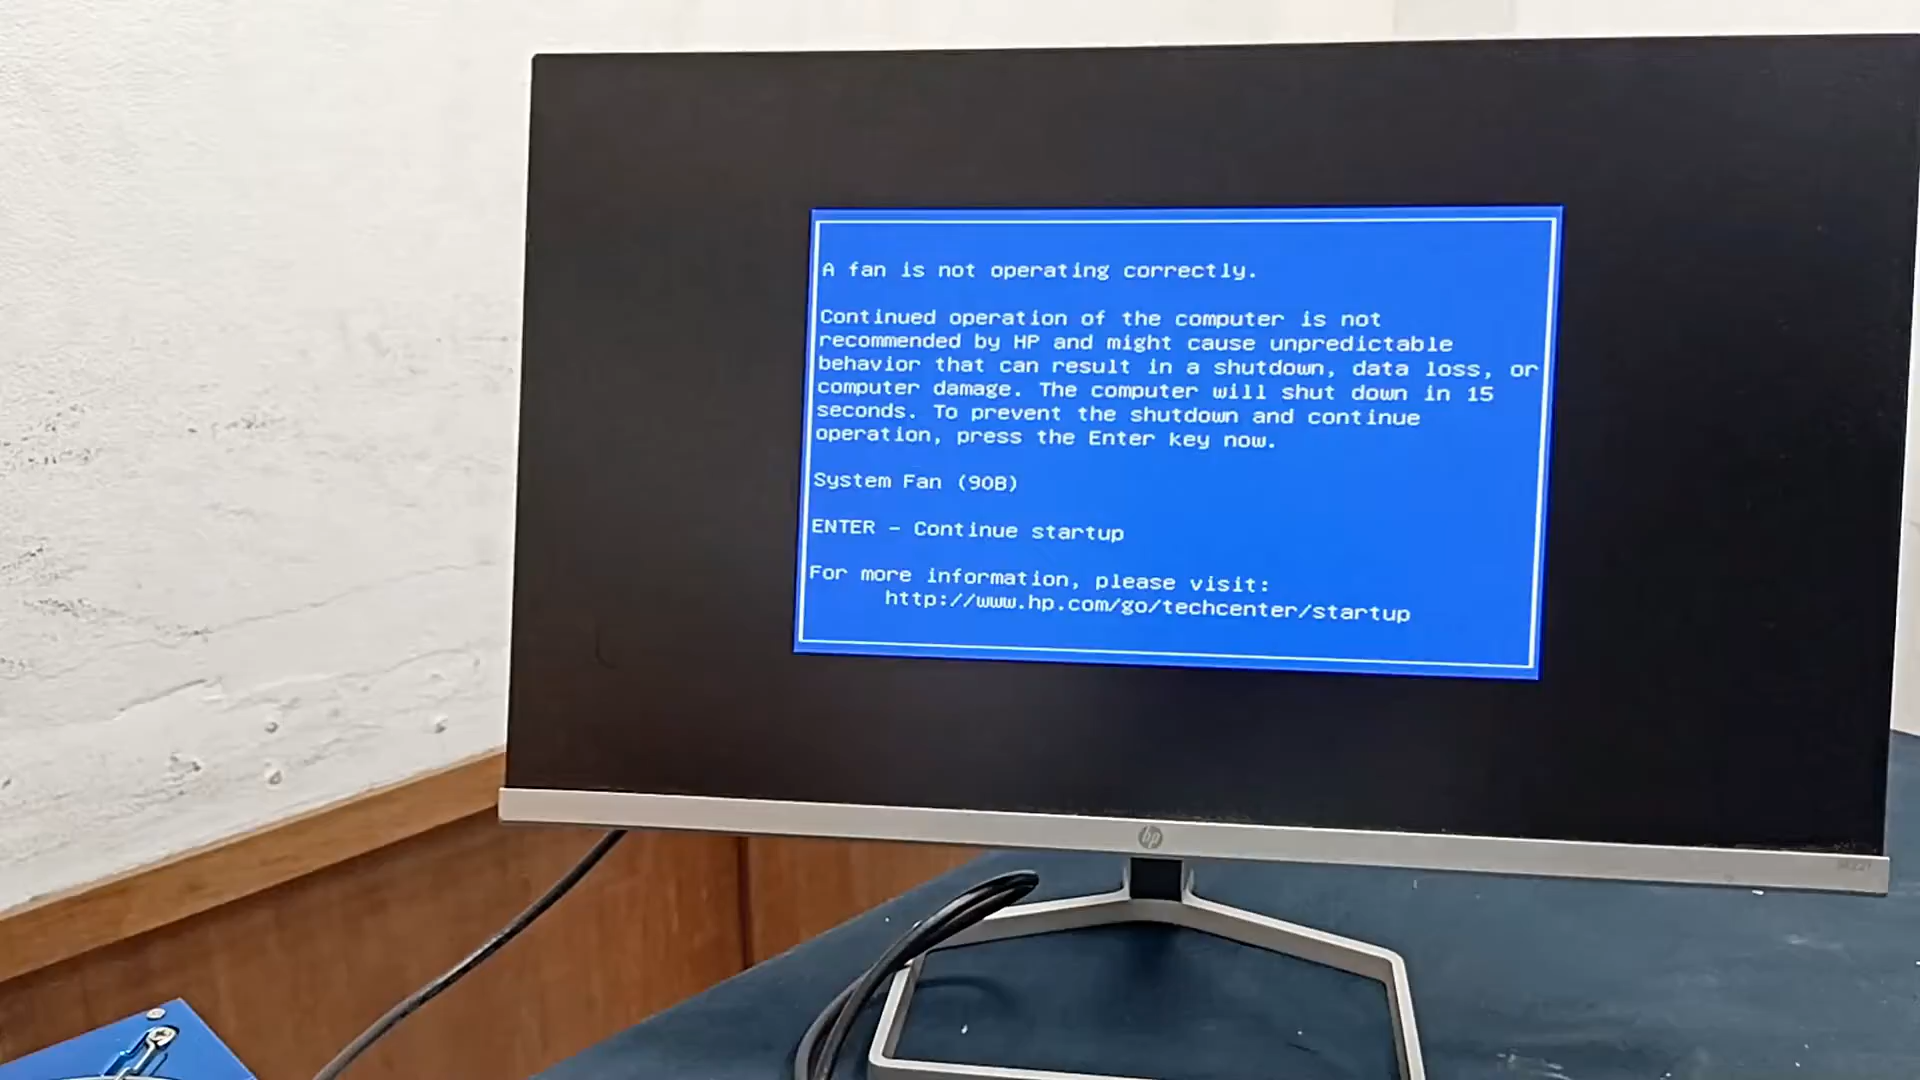 A fan is not operating correctly.
Continued operation of the computer is not
recommended by HP and might cause unpredictable
behavior that can result in a shutdown, data loss, or
computer damage. The computer will shut down in 15
seconds. To prevent the shutdown and continue
operation, press the Enter key now.
System Fan (90B)
ENTER - Continue startup
For more information, please visit:
http://www.hp.com/go/techcenter/startup
hp